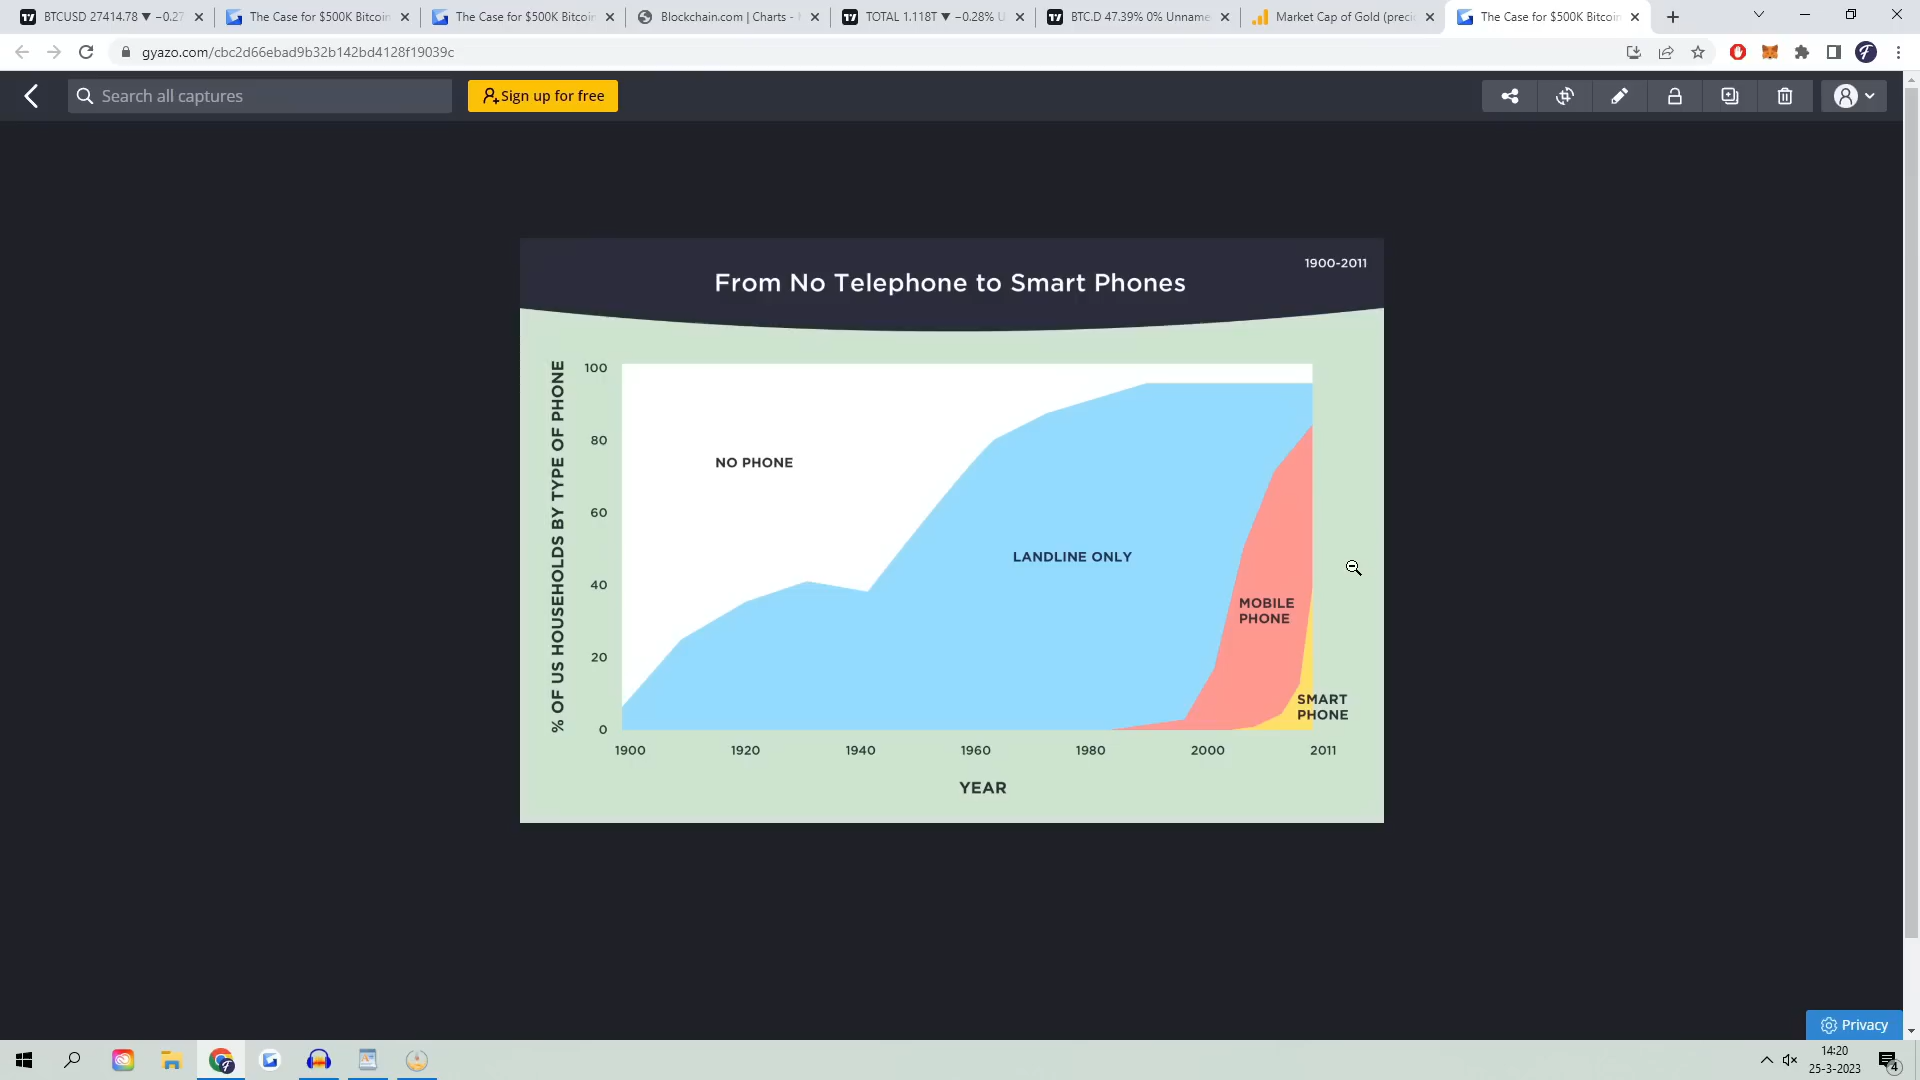 BTCUSD 27414.78 ▼ −0.27
The Case for $500K Bitcoin
The Case for $500K Bitcoin
Blockchain.com | Charts -
TOTAL 1.118T ▼ −0.28% U
BTC.D 47.39% 0% Unname
Market Cap of Gold (preci
The Case for $500K Bitcoin
gyazo.com/cbc2d66ebad9b32b142bd4128f19039c
Search all captures
Sign up for free
1900-2011
From No Telephone to Smart Phones
% OF US HOUSEHOLDS BY TYPE OF PHONE
100
80
60
40
20
0
NO PHONE
LANDLINE ONLY
MOBILE
PHONE
SMART
PHONE
1900 1920 1940 1960 1980 2000 2011
YEAR
Privacy
14:20
25-3-2023
4